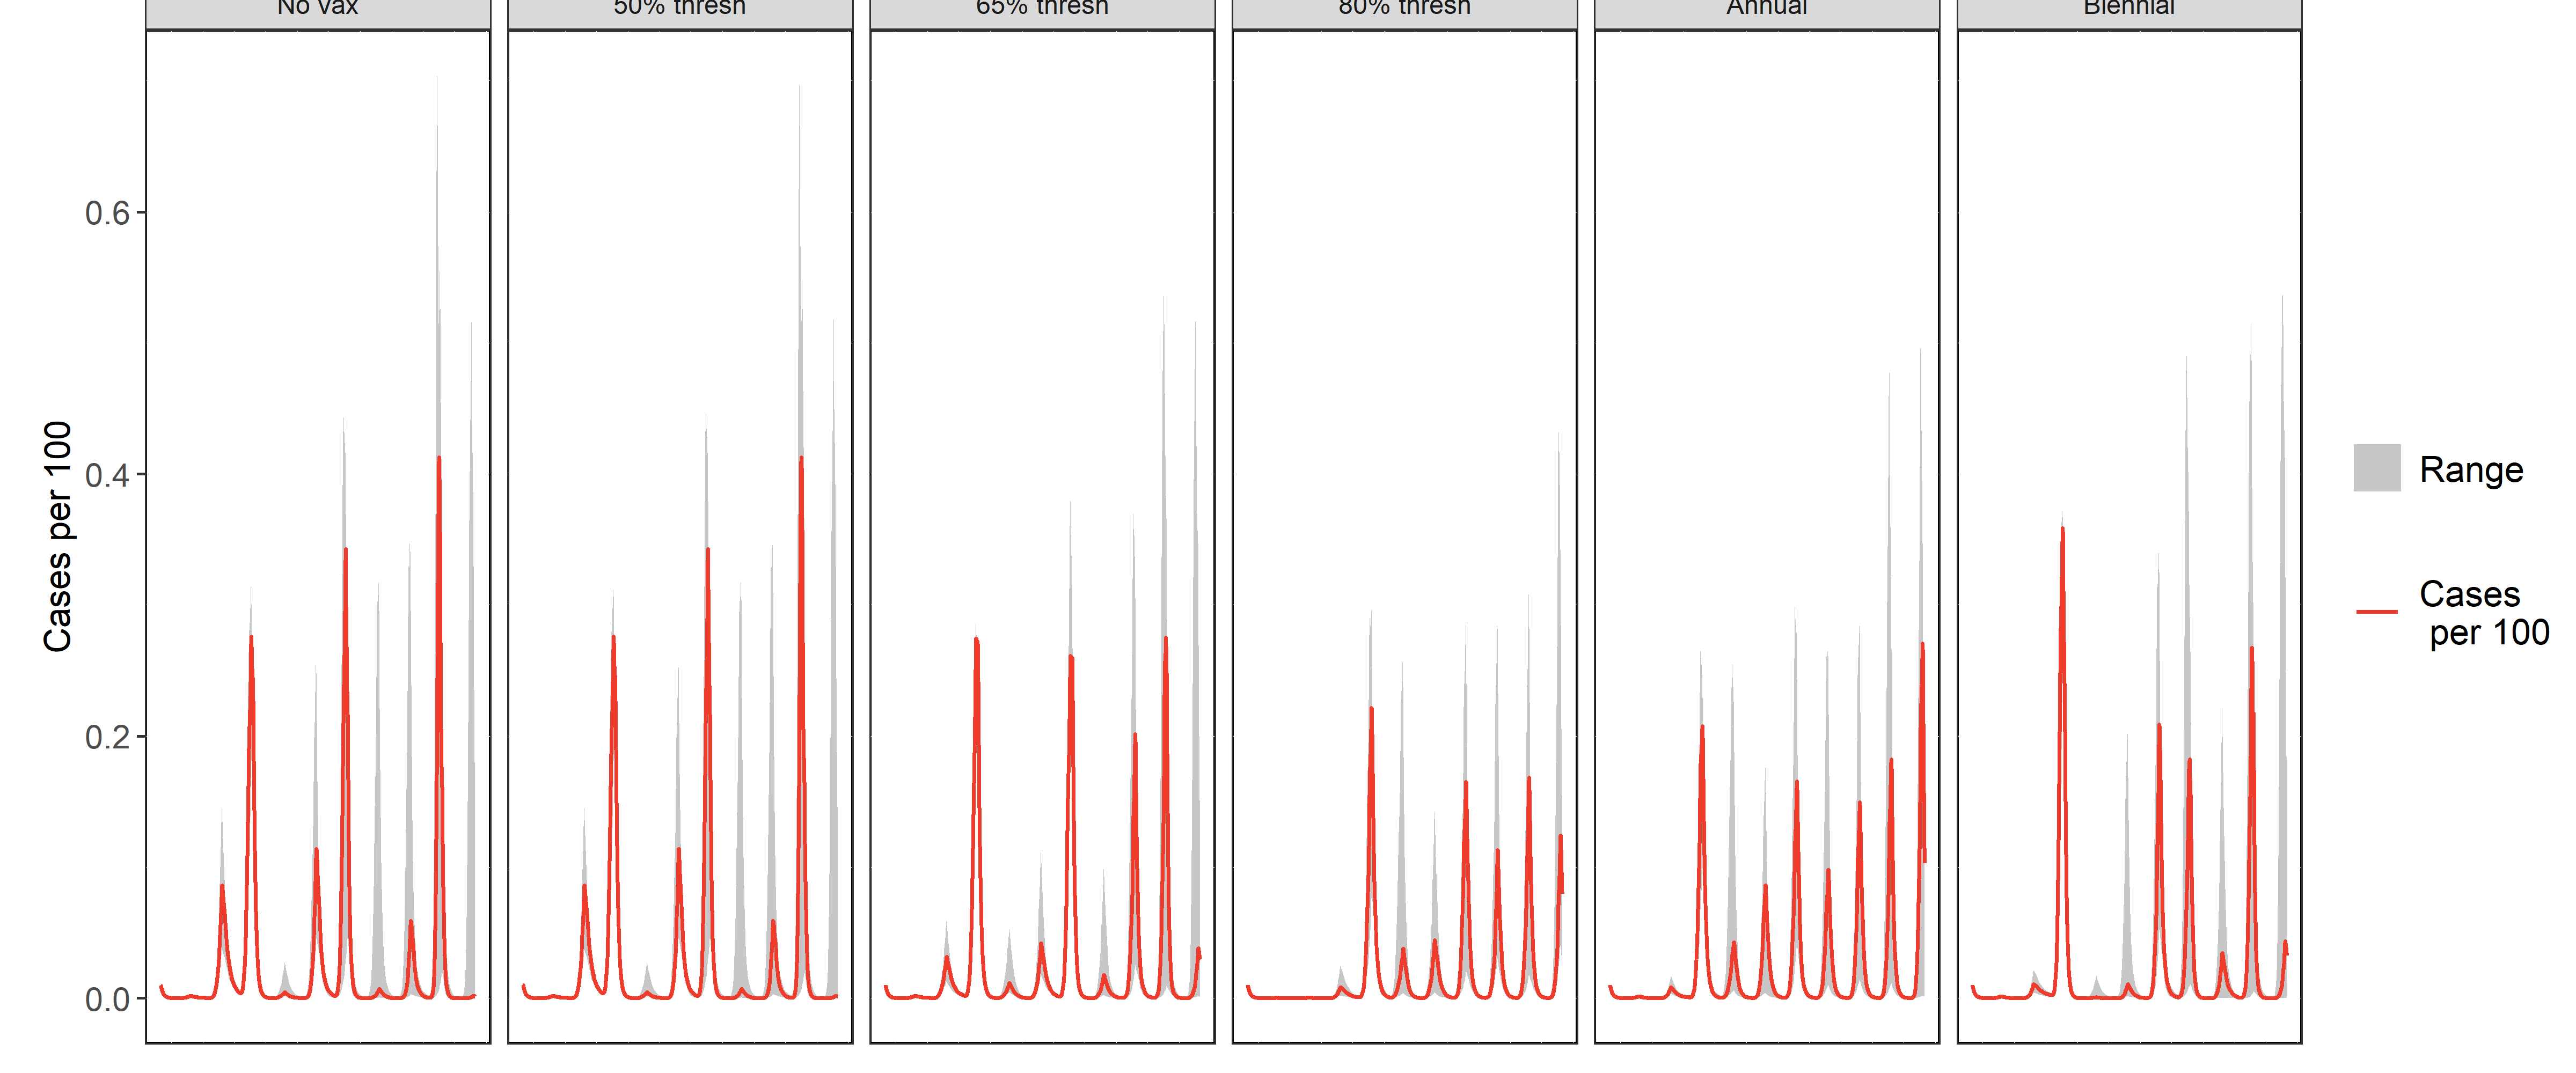 No vax
50% thresh
65% thresh
80% thresh
Annual
Biennial
0.6
0.4
0.2
0.0
Cases per 100
Range
Cases
per 100